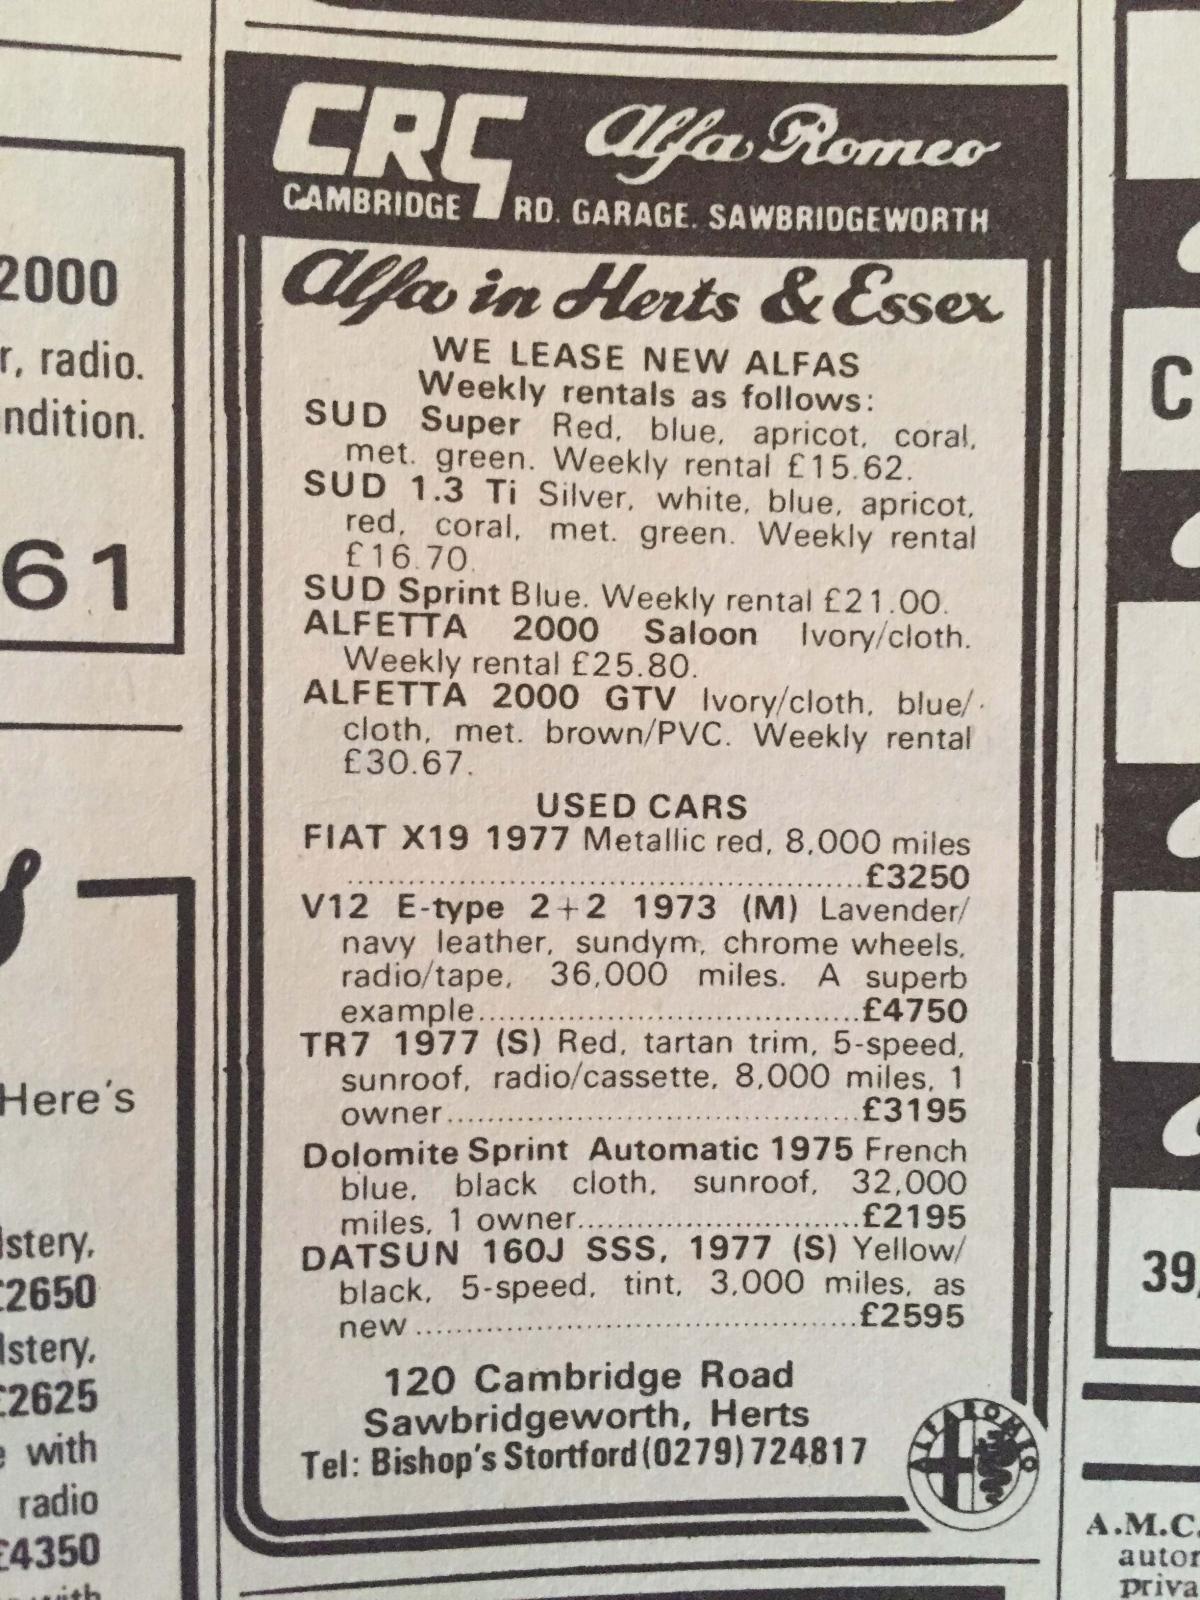 CRG Alfa Romeo
CAMBRIDGE RD. GARAGE. SAWBRIDGEWORTH
Alfa in Herts & Essex
WE LEASE NEW ALFAS
Weekly rentals as follows:
SUD Super Red, blue, apricot, coral,
met. green. Weekly rental £15.62.
SUD 1.3 Ti Silver, white, blue, apricot,
red, coral, met. green. Weekly rental
£16.70.
SUD Sprint Blue. Weekly rental £21.00.
ALFETTA 2000 Saloon Ivory/cloth.
Weekly rental £25.80.
ALFETTA 2000 GTV Ivory/cloth, blue/
cloth, met. brown/PVC. Weekly rental
£30.67.
USED CARS
FIAT X19 1977 Metallic red, 8,000 miles
..........£3250
V12 E-type 2+2 1973 (M) Lavender/
navy leather, sundym, chrome wheels,
radio/tape, 36,000 miles. A superb
example..........£4750
TR7 1977 (S) Red, tartan trim, 5-speed,
sunroof, radio/cassette, 8,000 miles, 1
owner..........£3195
Dolomite Sprint Automatic 1975 French
blue, black cloth, sunroof, 32,000
miles, 1 owner..........£2195
DATSUN 160J SSS, 1977 (S) Yellow/
black, 5-speed, tint, 3,000 miles, as
new..........£2595
120 Cambridge Road
Sawbridgeworth, Herts
Tel: Bishop's Stortford (0279) 724817
ALFA ROMEO
2000
r, radio.
ndition.
61
Here's
lstery,
£2650
lstery,
£2625
with
radio
£4350
with
C
39,
A.M.C.
autor
priva